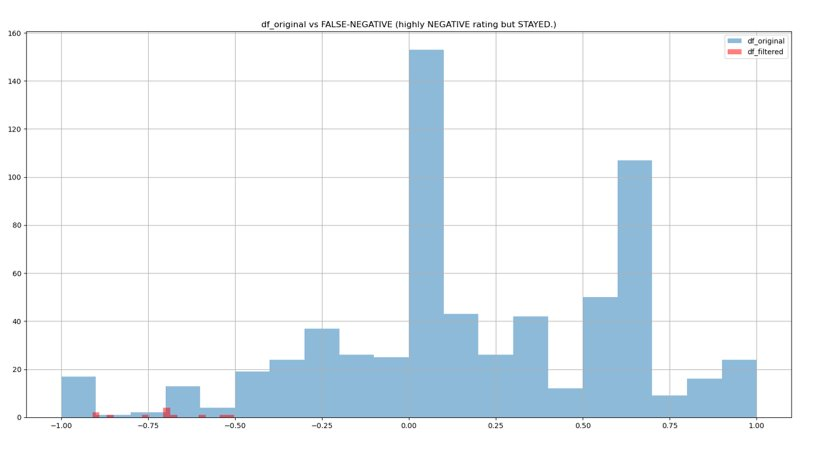 df_original vs FALSE-NEGATIVE (highly NEGATIVE rating but STAYED.)
df_original
df_filtered
160
140
120
100
80
60
40
20
0
−1.00 −0.75 −0.50 −0.25 0.00 0.25 0.50 0.75 1.00